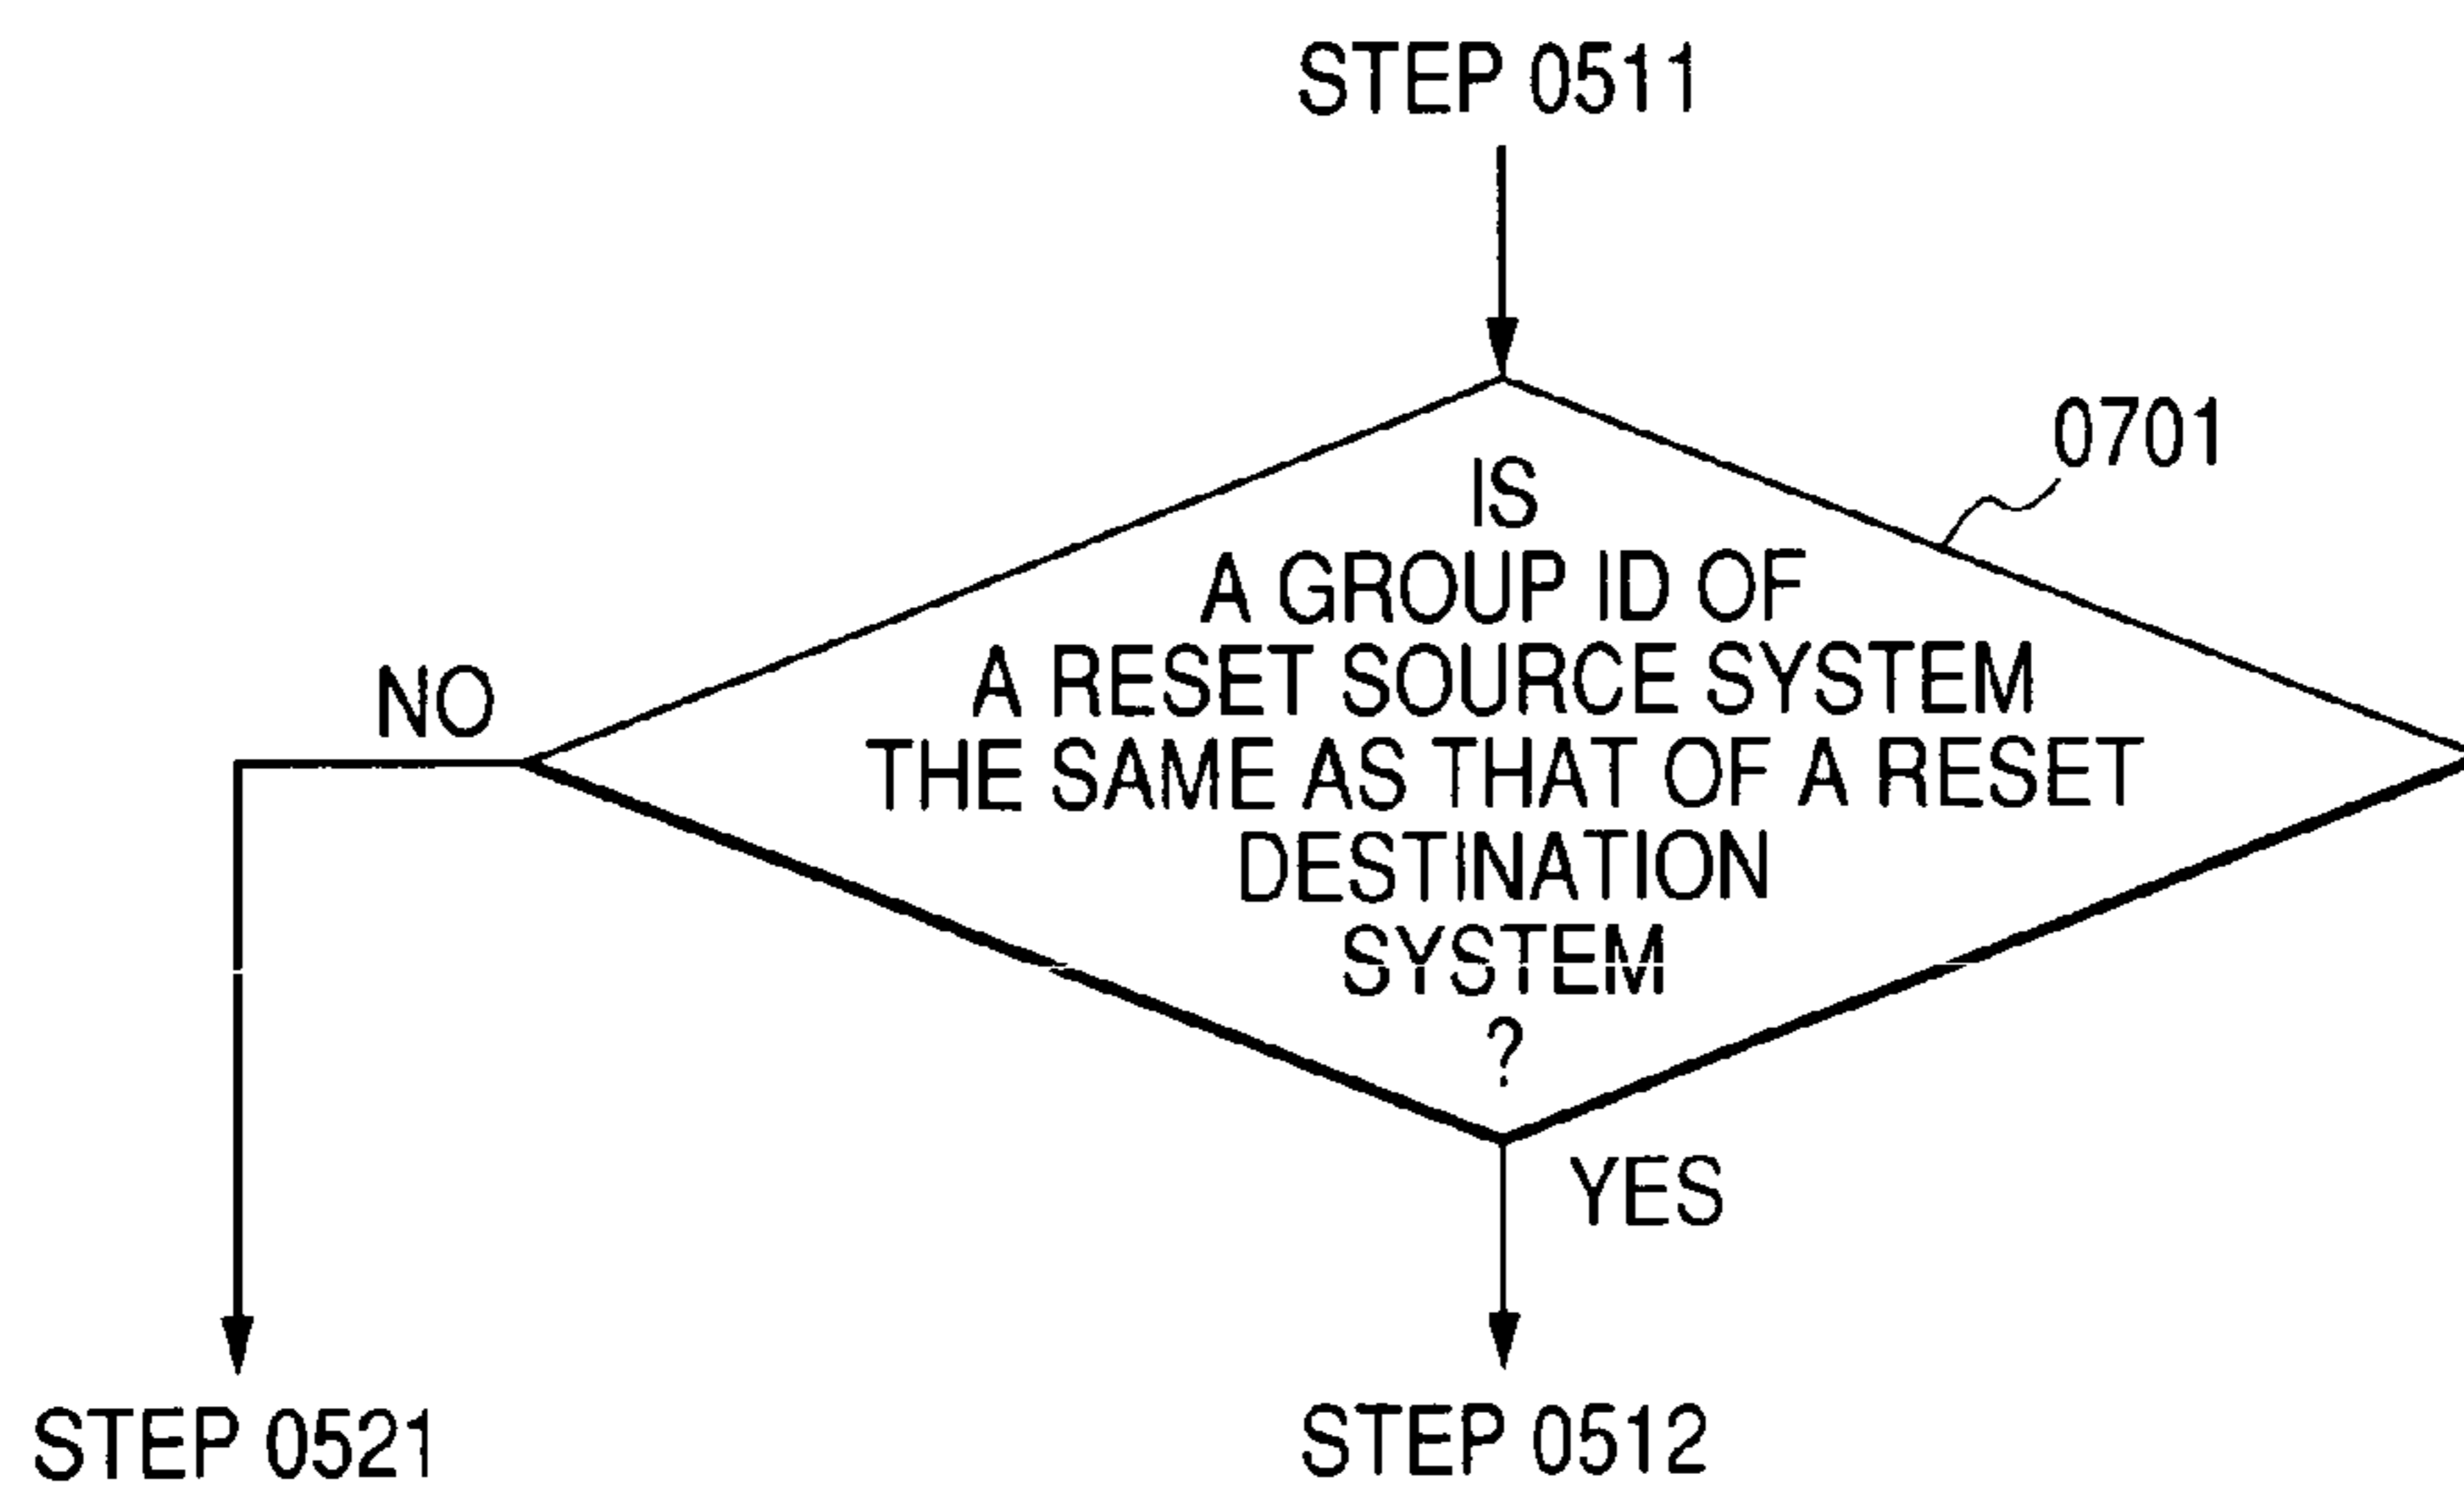 STEP 0511
0701
IS
A GROUP ID OF
A RESET SOURCE SYSTEM
THE SAME AS THAT OF A RESET
DESTINATION
SYSTEM
?
NO
YES
STEP 0521
STEP 0512